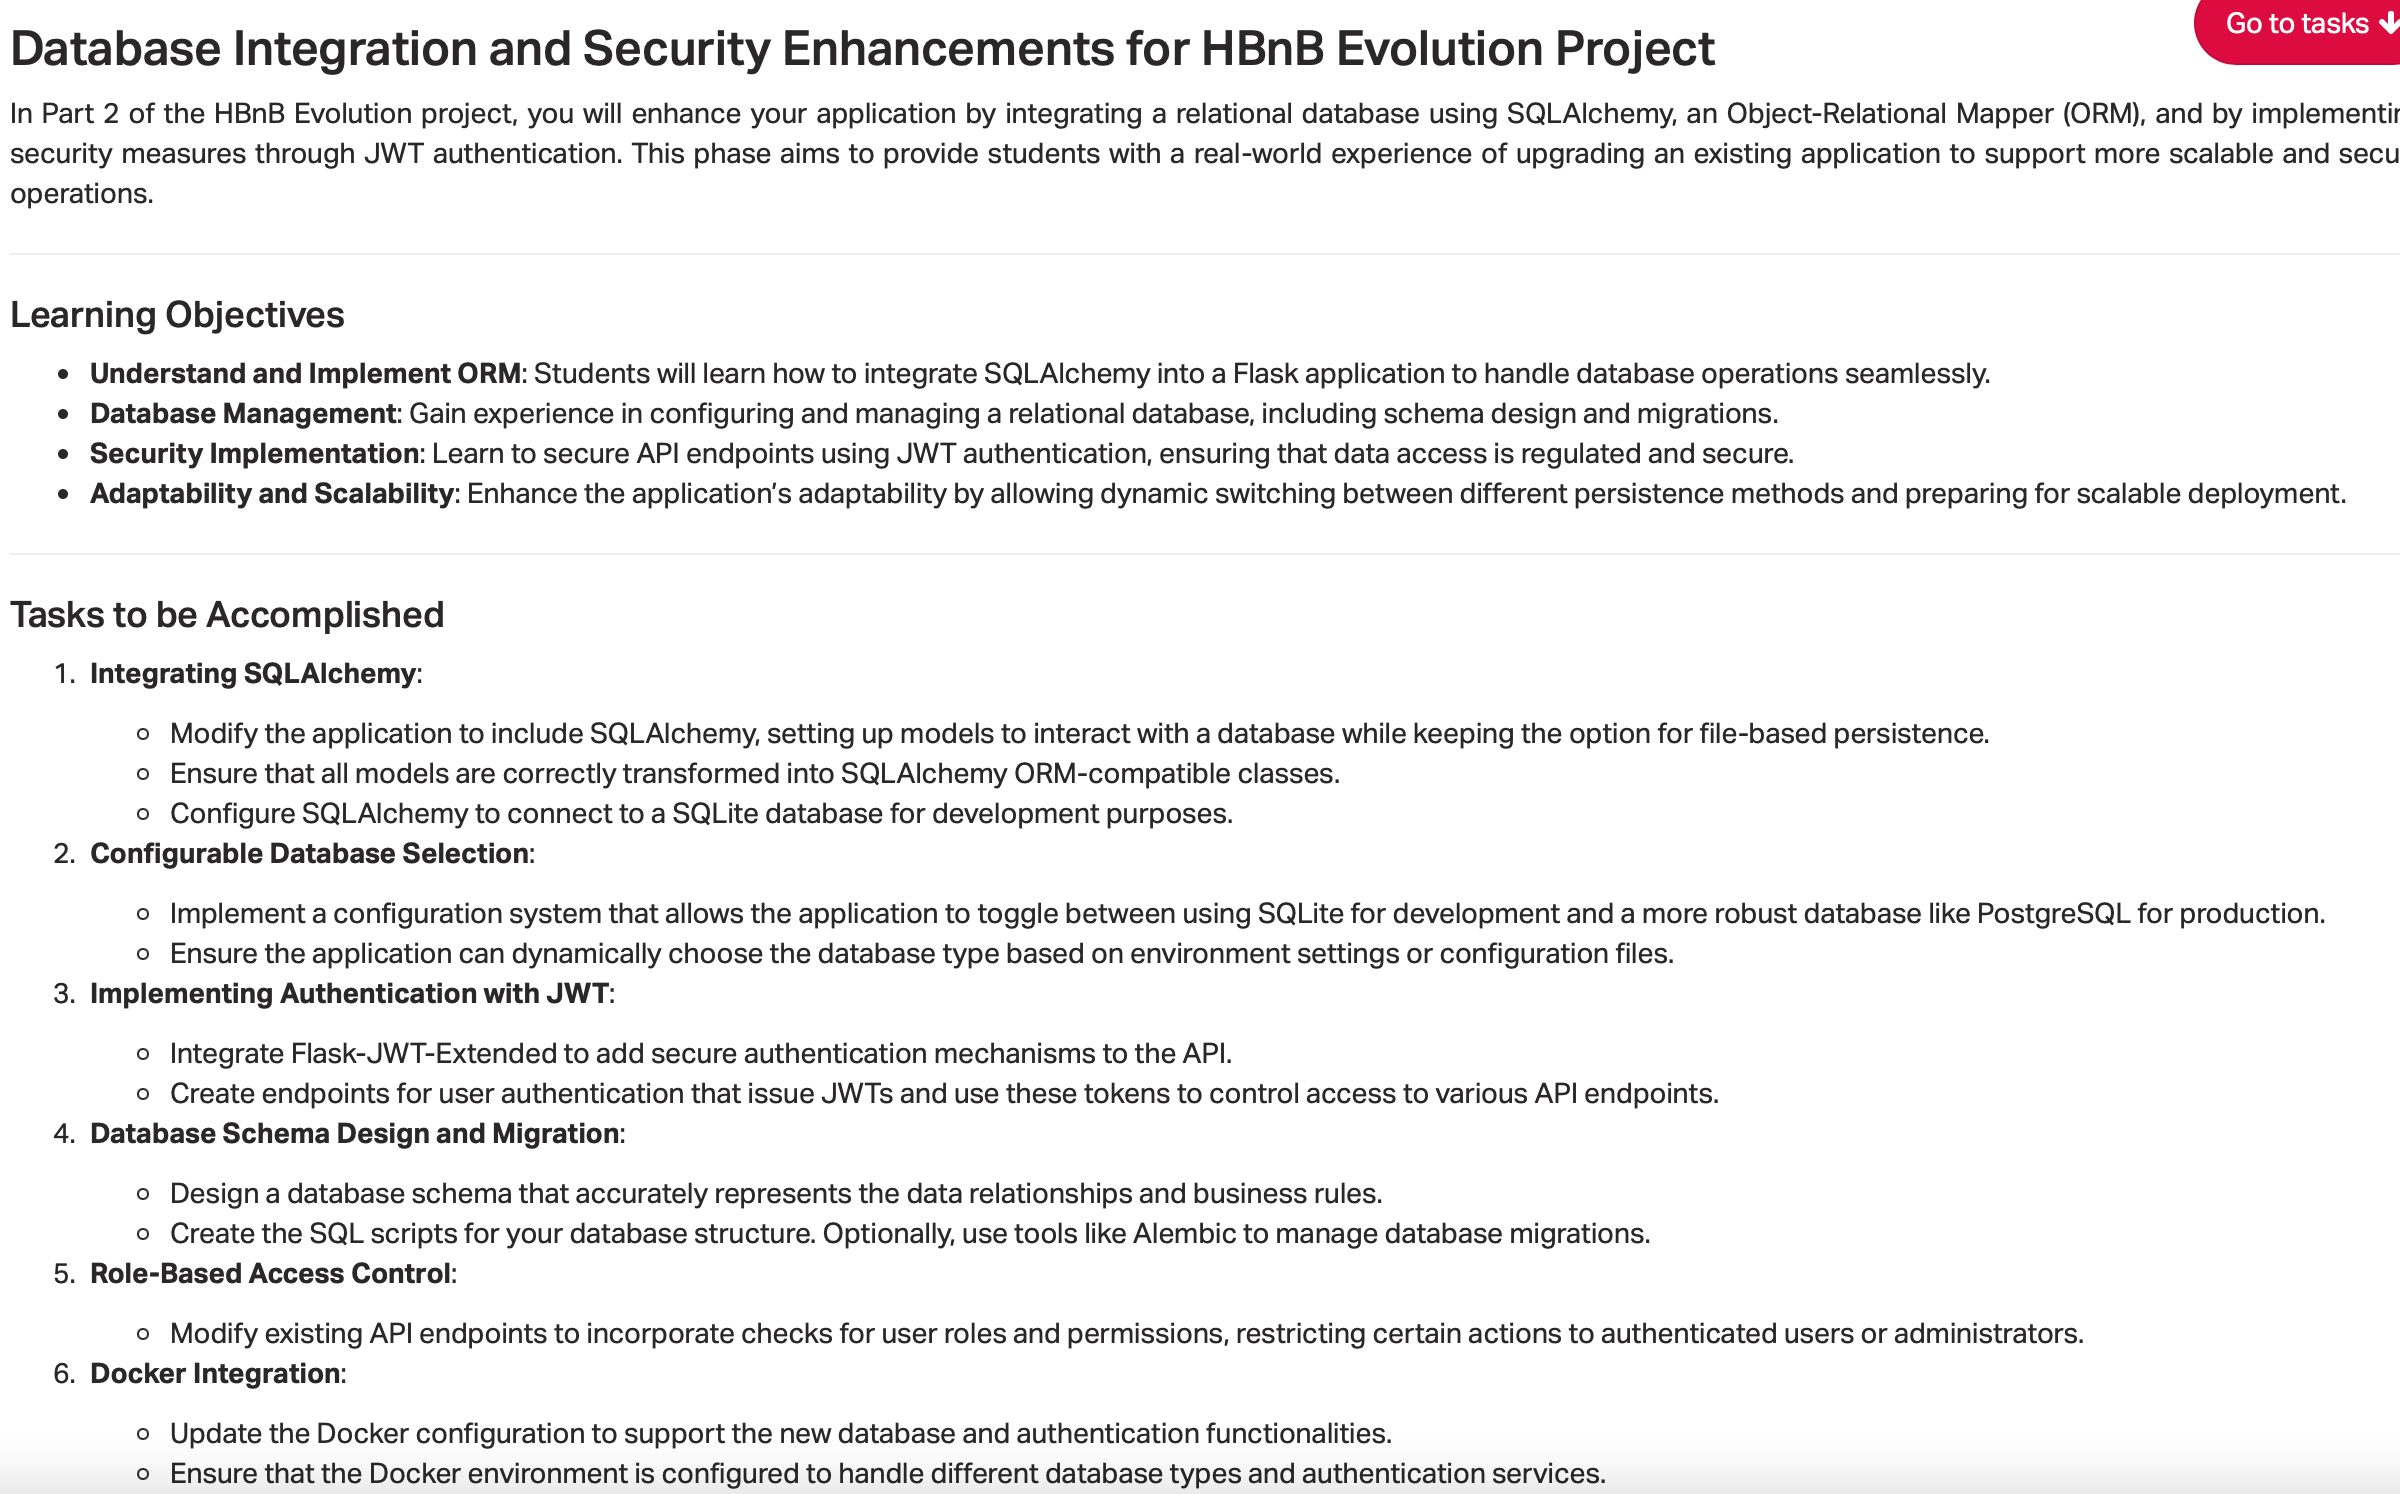 Go to tasks
Database Integration and Security Enhancements for HBnB Evolution Project
In Part 2 of the HBnB Evolution project, you will enhance your application by integrating a relational database using SQLAlchemy, an Object-Relational Mapper (ORM), and by
security measures through JWT authentication. This phase aims to provide students with a real-world experience of upgrading an existing application to support more scalable and
operations.
Learning Objectives
• Understand and Implement ORM: Students will learn how to integrate SQLAlchemy into a Flask application to handle database operations seamlessly.
• Database Management: Gain experience in configuring and managing a relational database, including schema design and migrations.
• Security Implementation: Learn to secure API endpoints using JWT authentication, ensuring that data access is regulated and secure.
• Adaptability and Scalability: Enhance the application’s adaptability by allowing dynamic switching between different persistence methods and preparing for scalable deployment.
Tasks to be Accomplished
1. Integrating SQLAlchemy:
○ Modify the application to include SQLAlchemy, setting up models to interact with a database while keeping the option for file-based persistence.
○ Ensure that all models are correctly transformed into SQLAlchemy ORM-compatible classes.
○ Configure SQLAlchemy to connect to a SQLite database for development purposes.
2. Configurable Database Selection:
○ Implement a configuration system that allows the application to toggle between using SQLite for development and a more robust database like PostgreSQL for production.
○ Ensure the application can dynamically choose the database type based on environment settings or configuration files.
3. Implementing Authentication with JWT:
○ Integrate Flask-JWT-Extended to add secure authentication mechanisms to the API.
○ Create endpoints for user authentication that issue JWTs and use these tokens to control access to various API endpoints.
4. Database Schema Design and Migration:
○ Design a database schema that accurately represents the data relationships and business rules.
○ Create the SQL scripts for your database structure. Optionally, use tools like Alembic to manage database migrations.
5. Role-Based Access Control:
○ Modify existing API endpoints to incorporate checks for user roles and permissions, restricting certain actions to authenticated users or administrators.
6. Docker Integration:
○ Update the Docker configuration to support the new database and authentication functionalities.
○ Ensure that the Docker environment is configured to handle different database types and authentication services.